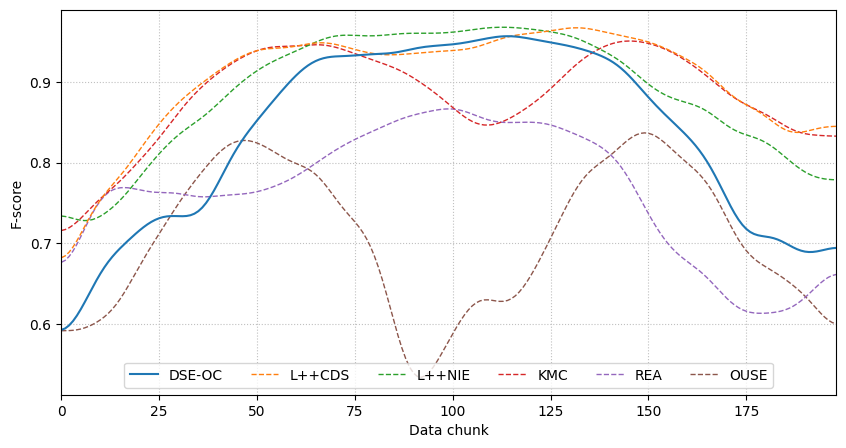 F-score
0.9
0.8
0.7
0.6
DSE-OC L++CDS L++NIE KMC REA OUSE
0 25 50 75 100 125 150 175
Data chunk